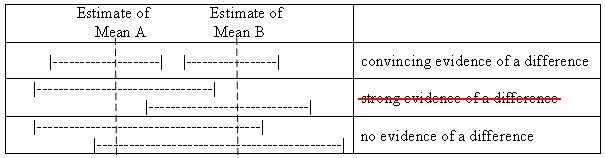 Estimate of Mean A
Estimate of Mean B
convincing evidence of a difference
strong evidence of a difference
no evidence of a difference